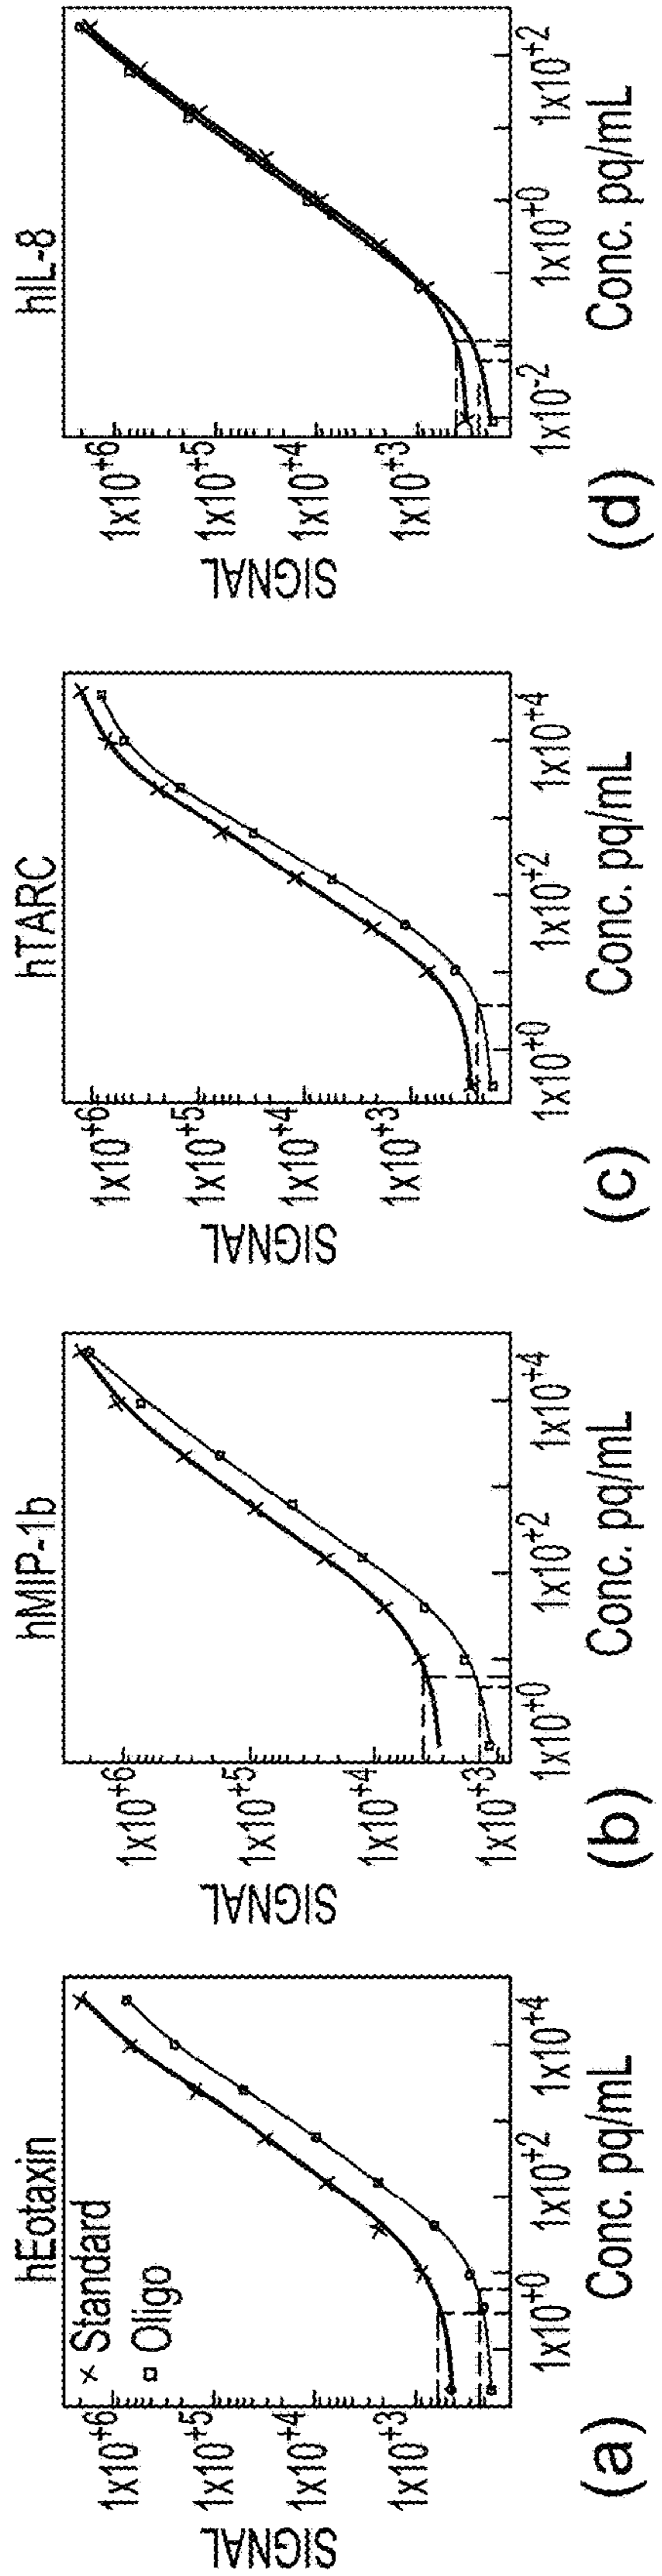 hEotaxin
× Standard
□ Oligo
SIGNAL
1x10⁺⁶
1x10⁺⁵
1x10⁺⁴
1x10⁺³
1x10⁺⁰ 1x10⁺² 1x10⁺⁴
(a) Conc. pq/mL
hMIP-1b
SIGNAL
1x10⁺⁶
1x10⁺⁵
1x10⁺⁴
1x10⁺³
1x10⁺⁰ 1x10⁺² 1x10⁺⁴
(b) Conc. pq/mL
hTARC
SIGNAL
1x10⁺⁶
1x10⁺⁵
1x10⁺⁴
1x10⁺³
1x10⁺⁰ 1x10⁺² 1x10⁺⁴
(c) Conc. pq/mL
hIL-8
SIGNAL
1x10⁺⁶
1x10⁺⁵
1x10⁺⁴
1x10⁺³
1x10⁻² 1x10⁺⁰ 1x10⁺²
(d) Conc. pq/mL